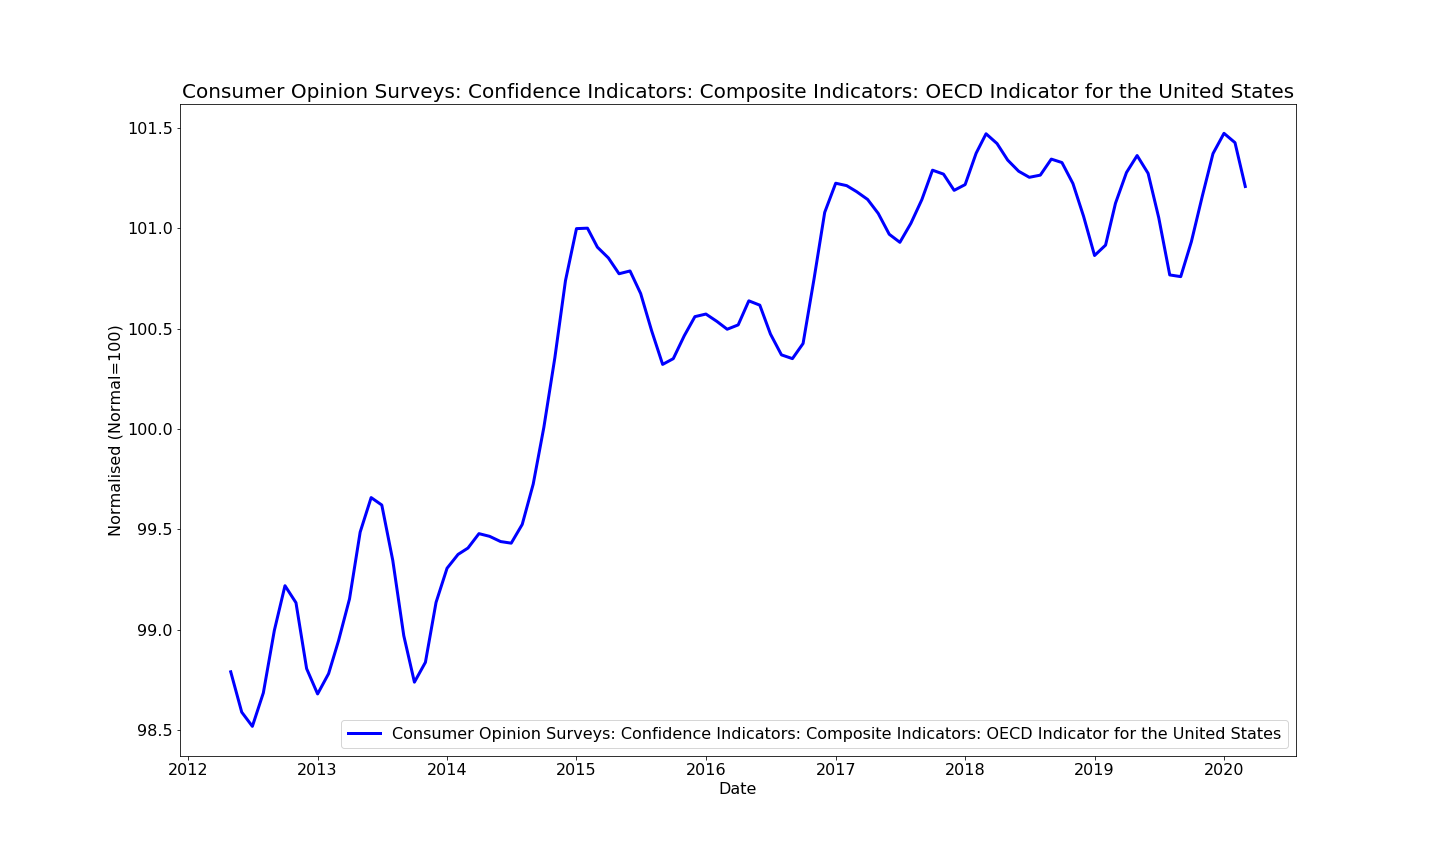 Consumer Opinion Surveys: Confidence Indicators: Composite Indicators: OECD Indicator for the United States
101.5
101.0
100.5
100.0
99.5
99.0
98.5
Normalised (Normal=100)
Consumer Opinion Surveys: Confidence Indicators: Composite Indicators: OECD Indicator for the United States
2012 2013 2014 2015 2016 2017 2018 2019 2020
Date